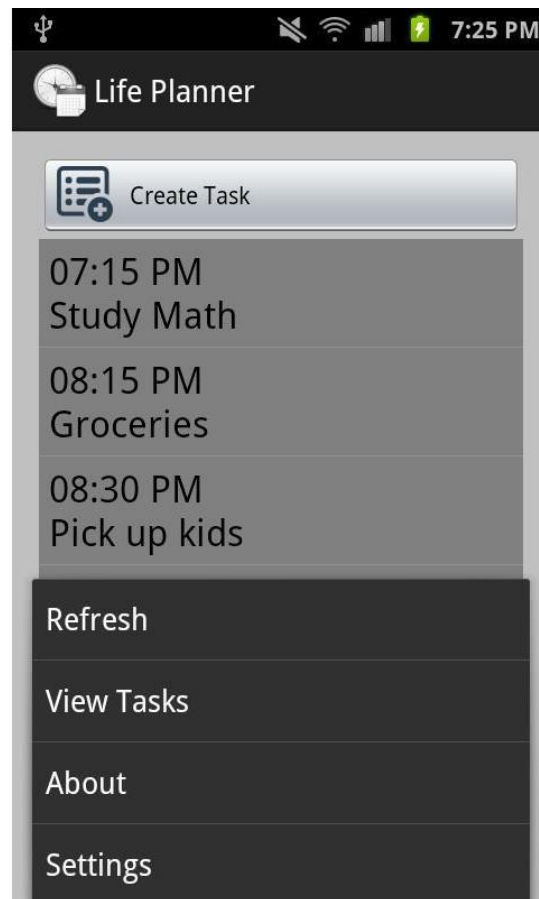 7:25 PM
Life Planner
Create Task
07:15 PM
Study Math
08:15 PM
Groceries
08:30 PM
Pick up kids
Refresh
View Tasks
About
Settings